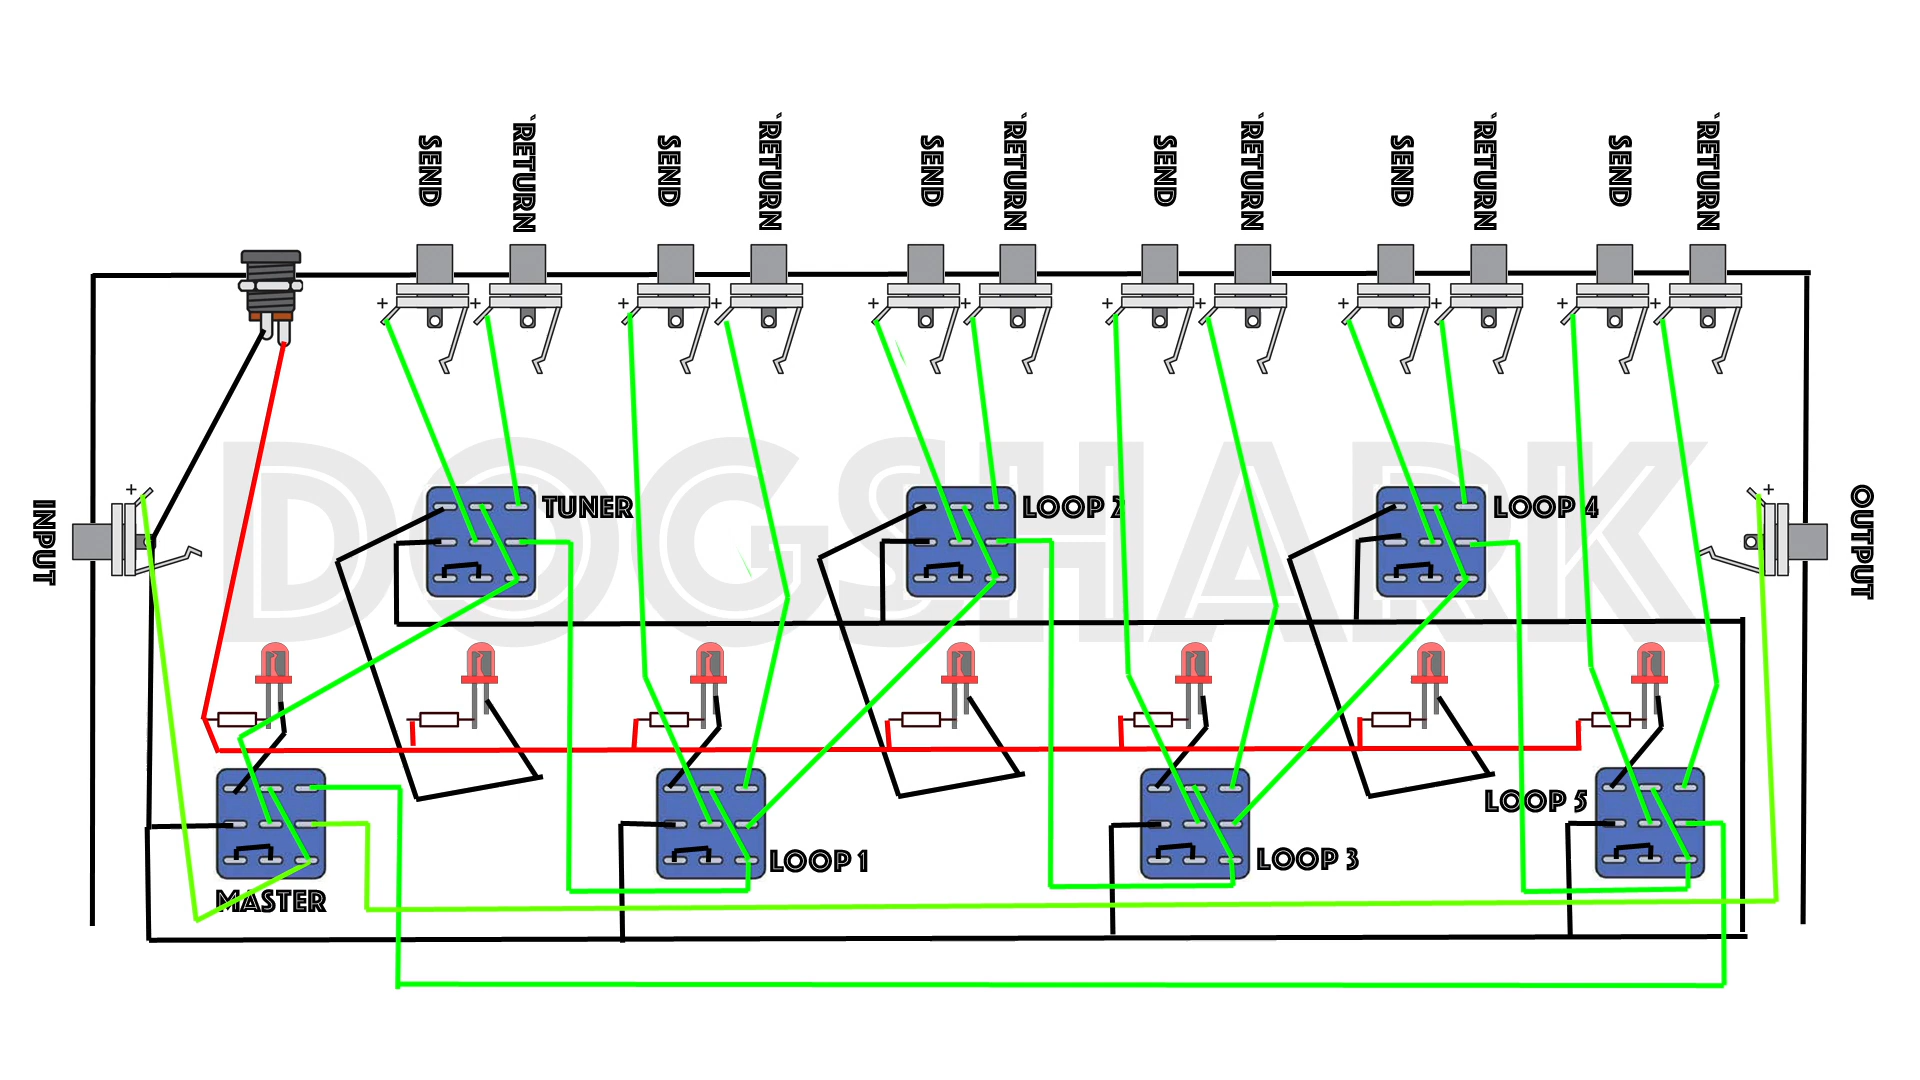 SEND
`RETURN
SEND
`RETURN
SEND
`RETURN
SEND
`RETURN
SEND
`RETURN
SEND
`RETURN
+
+
+
+
+
+
+
+
+
+
+
+
DOGSHARK
INPUT
+
TUNER
LOOP 2
LOOP 4
+
OUTPUT
MASTER
LOOP 1
LOOP 3
LOOP 5